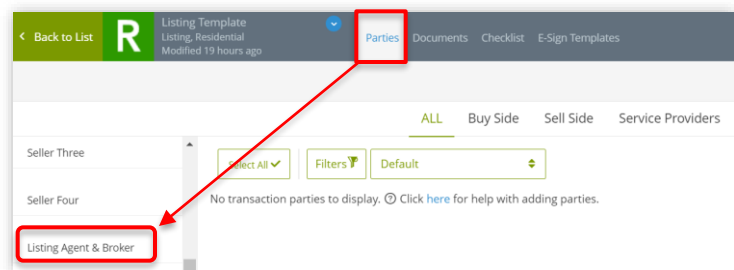 Back to List
R
Listing Template
Listing, Residential
Modified 19 hours ago
Parties Documents Checklist E-Sign Templates
ALL Buy Side Sell Side Service Providers
Seller Three
Seller Four
Listing Agent & Broker
Select All Filters Default
No transaction parties to display. Click here for help with adding parties.